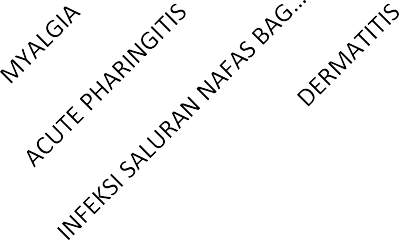 MYALGIA
ACUTE PHARINGITIS
INFEKSI SALURAN NAFAS BAG...
DERMATITIS